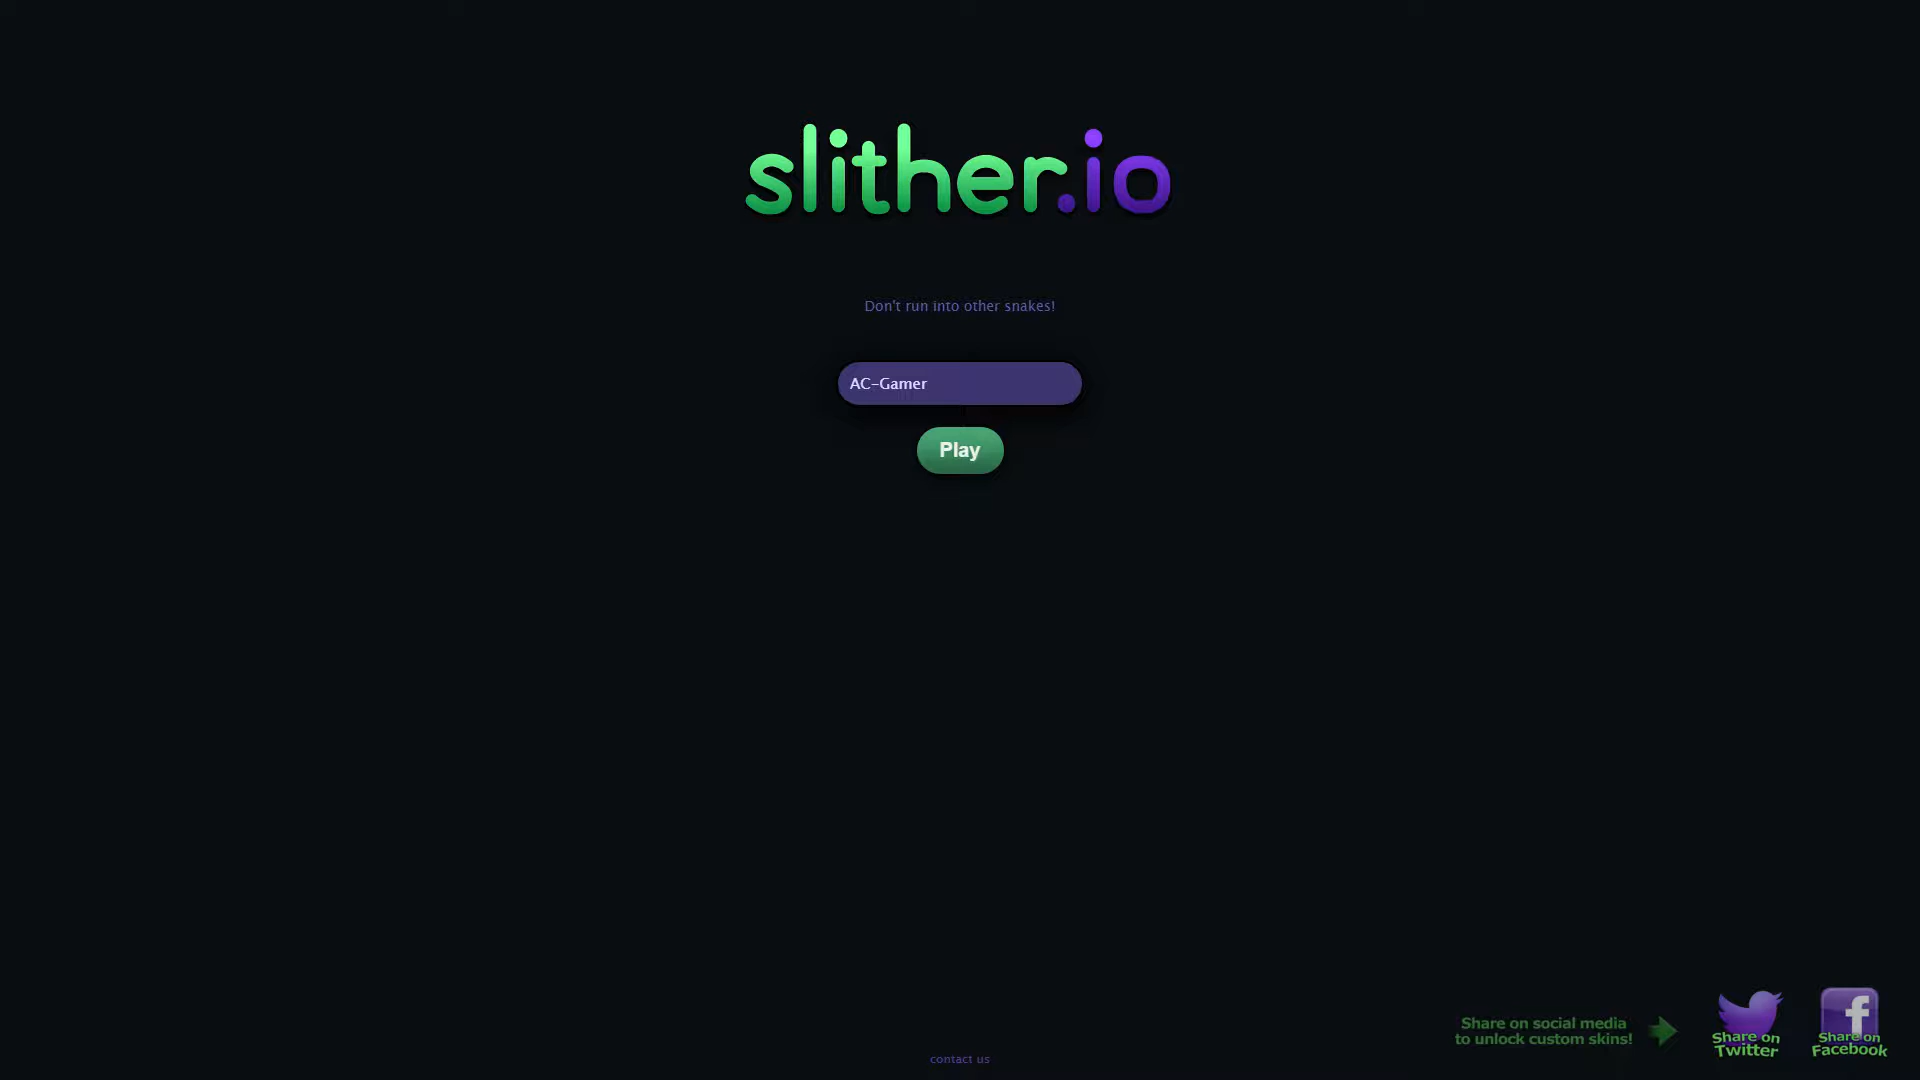 slither.io
Don't run into other snakes!
AC-Gamer
Play
Share on social media
to unlock custom skins!
Share on
Twitter
Share on
Facebook
contact us